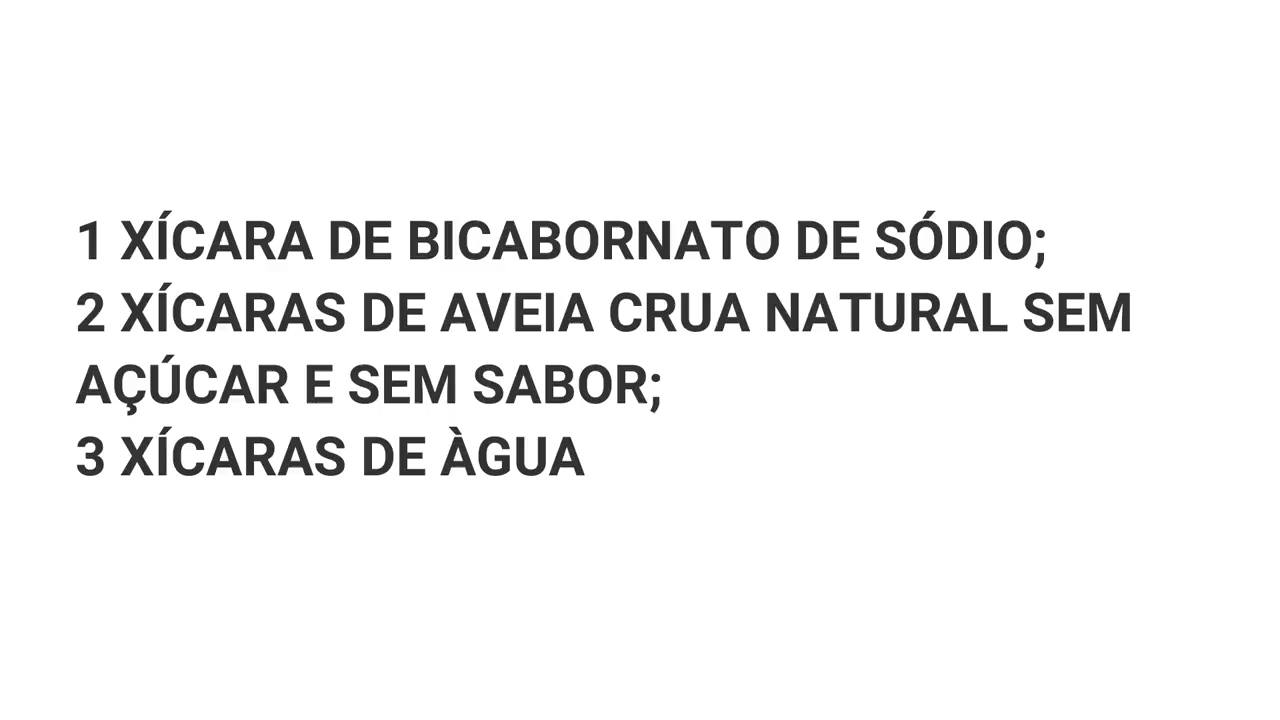 1 XÍCARA DE BICABORNATO DE SÓDIO;
2 XÍCARAS DE AVEIA CRUA NATURAL SEM
AÇÚCAR E SEM SABOR;
3 XÍCARAS DE ÀGUA